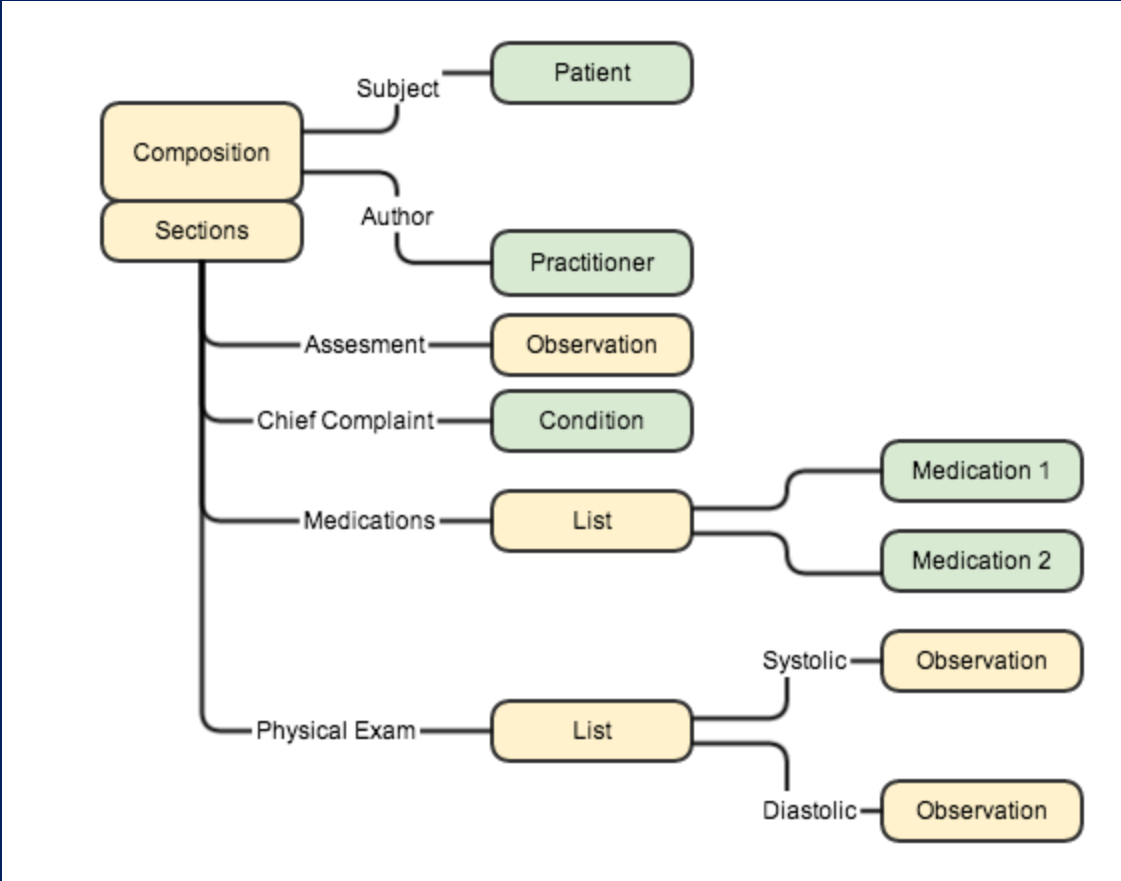 Subject
Patient
Composition
Sections
Author
Practitioner
Assesment
Observation
Chief Complaint
Condition
Medications
List
Medication 1
Medication 2
Physical Exam
List
Systolic
Observation
Diastolic
Observation